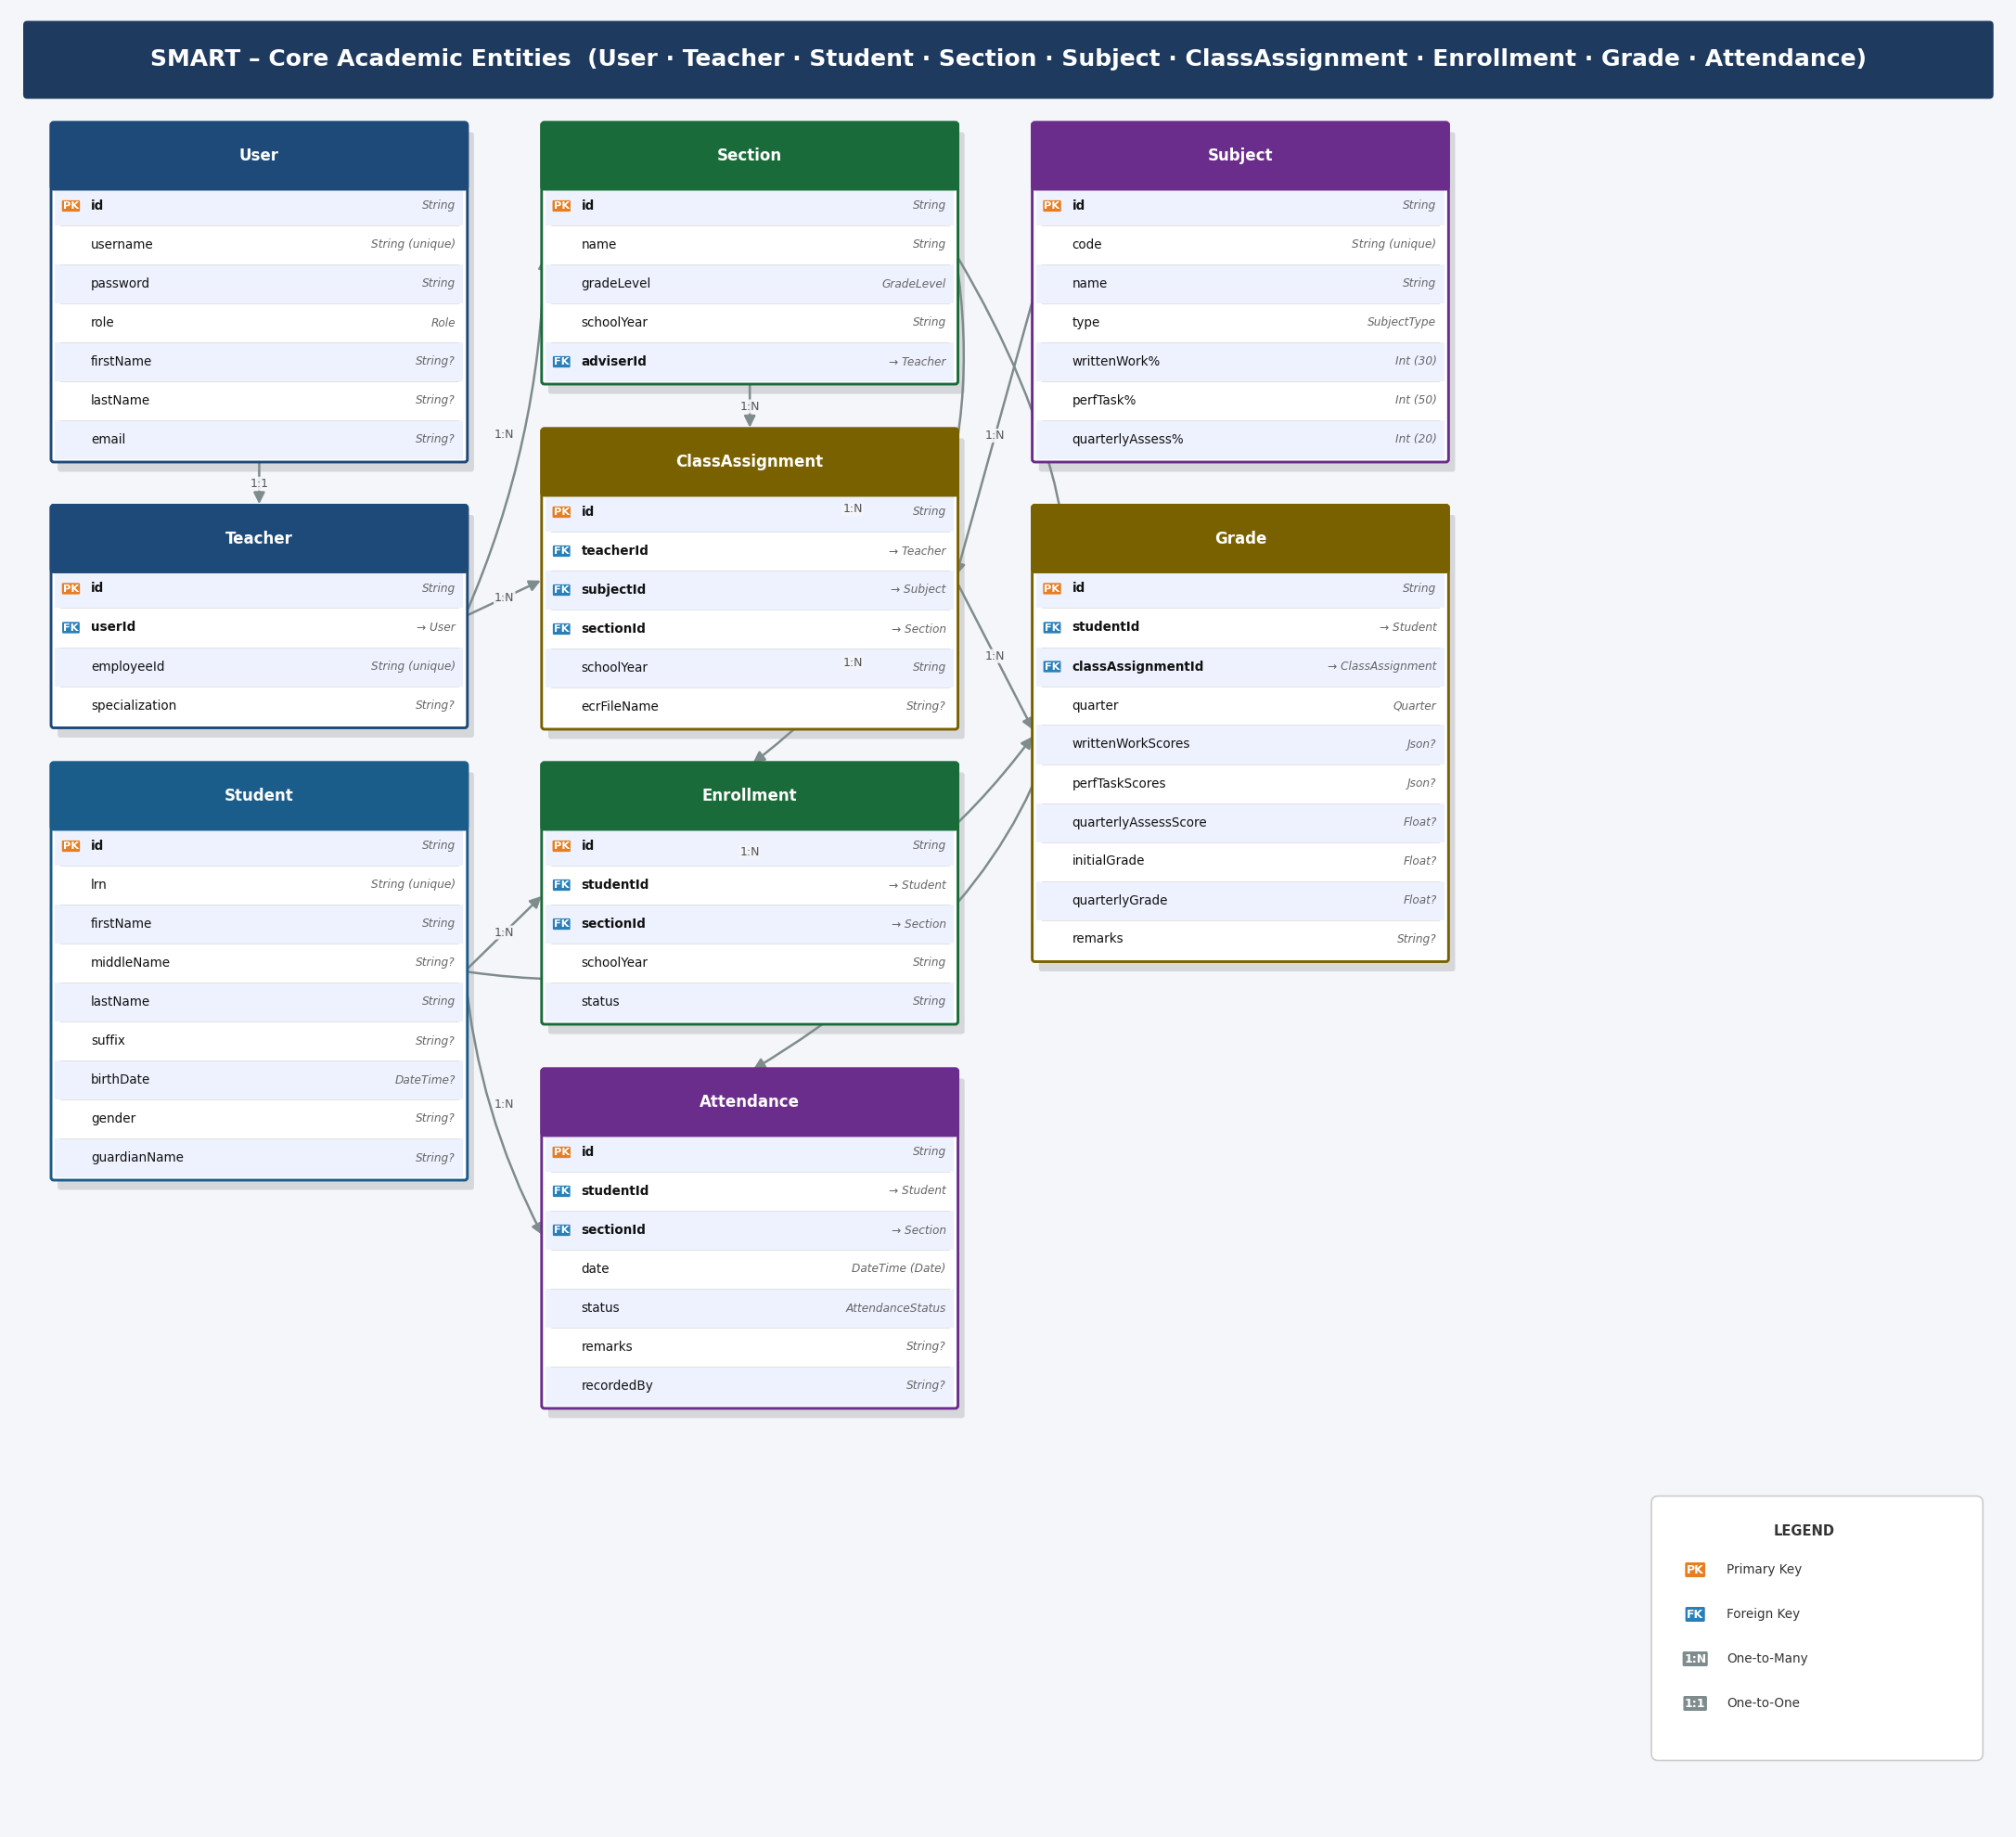 SMART – Core Academic Entities (User · Teacher · Student · Section · Subject · ClassAssignment · Enrollment · Grade · Attendance)
User
PK id String
username String (unique)
password String
role Role
firstName String?
lastName String?
email String?
1:1
Teacher
PK id String
FK userId → User
employeeId String (unique)
specialization String?
Student
PK id String
lrn String (unique)
firstName String
middleName String?
lastName String
suffix String?
birthDate DateTime?
gender String?
guardianName String?
1:N
1:N
1:N
1:N
Section
PK id String
name String
gradeLevel GradeLevel
schoolYear String
FK adviserId → Teacher
1:N
ClassAssignment
PK id 1:N String
FK teacherId → Teacher
FK subjectId → Subject
FK sectionId → Section
schoolYear 1:N String
ecrFileName String?
Enrollment
PK id 1:N String
FK studentId → Student
FK sectionId → Section
schoolYear String
status String
Attendance
PK id String
FK studentId → Student
FK sectionId → Section
date DateTime (Date)
status AttendanceStatus
remarks String?
recordedBy String?
1:N
1:N
Subject
PK id String
code String (unique)
name String
type SubjectType
writtenWork% Int (30)
perfTask% Int (50)
quarterlyAssess% Int (20)
Grade
PK id String
FK studentId → Student
FK classAssignmentId → ClassAssignment
quarter Quarter
writtenWorkScores Json?
perfTaskScores Json?
quarterlyAssessScore Float?
initialGrade Float?
quarterlyGrade Float?
remarks String?
LEGEND
PK Primary Key
FK Foreign Key
1:N One-to-Many
1:1 One-to-One